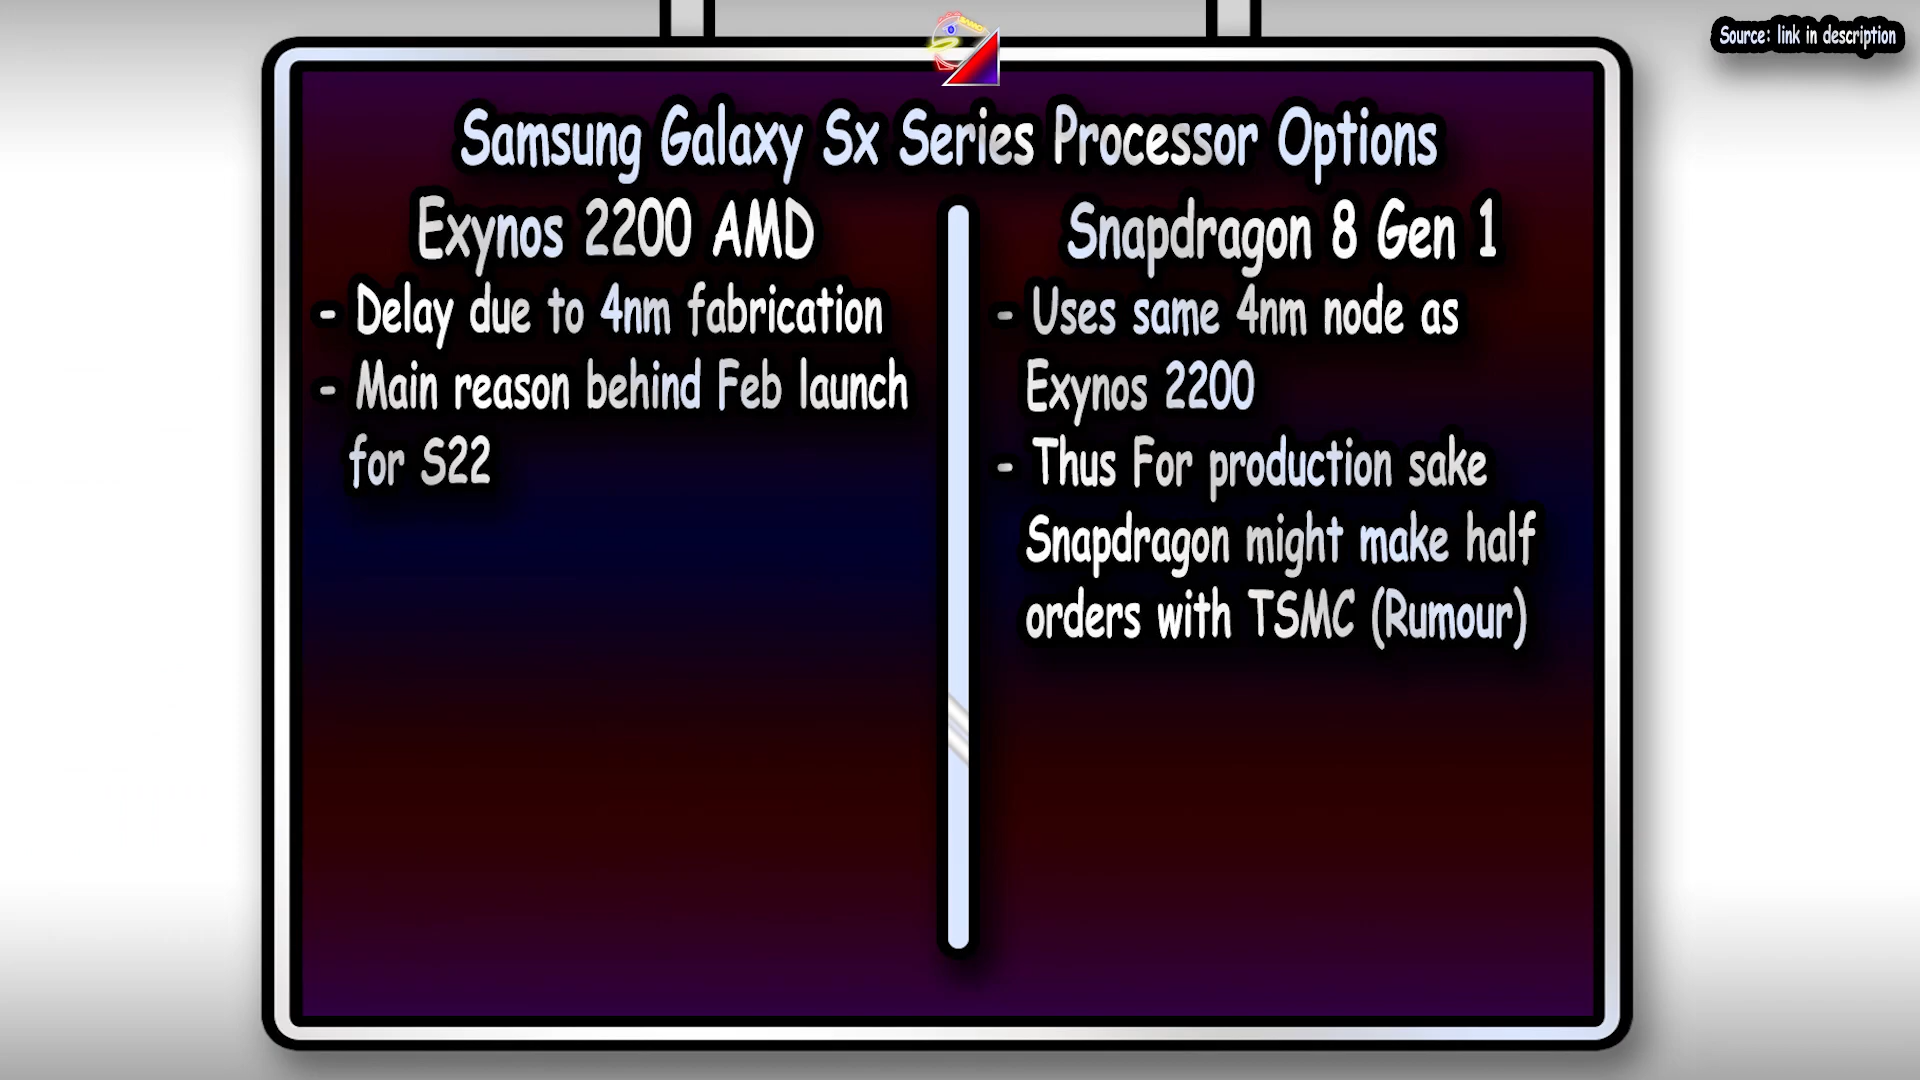 Source: link in description
Samsung Galaxy Sx Series Processor Options
Exynos 2200 AMD
- Delay due to 4nm fabrication
- Main reason behind Feb launch
for S22
Snapdragon 8 Gen 1
- Uses same 4nm node as
Exynos 2200
- Thus For production sake
Snapdragon might make half
orders with TSMC (Rumour)